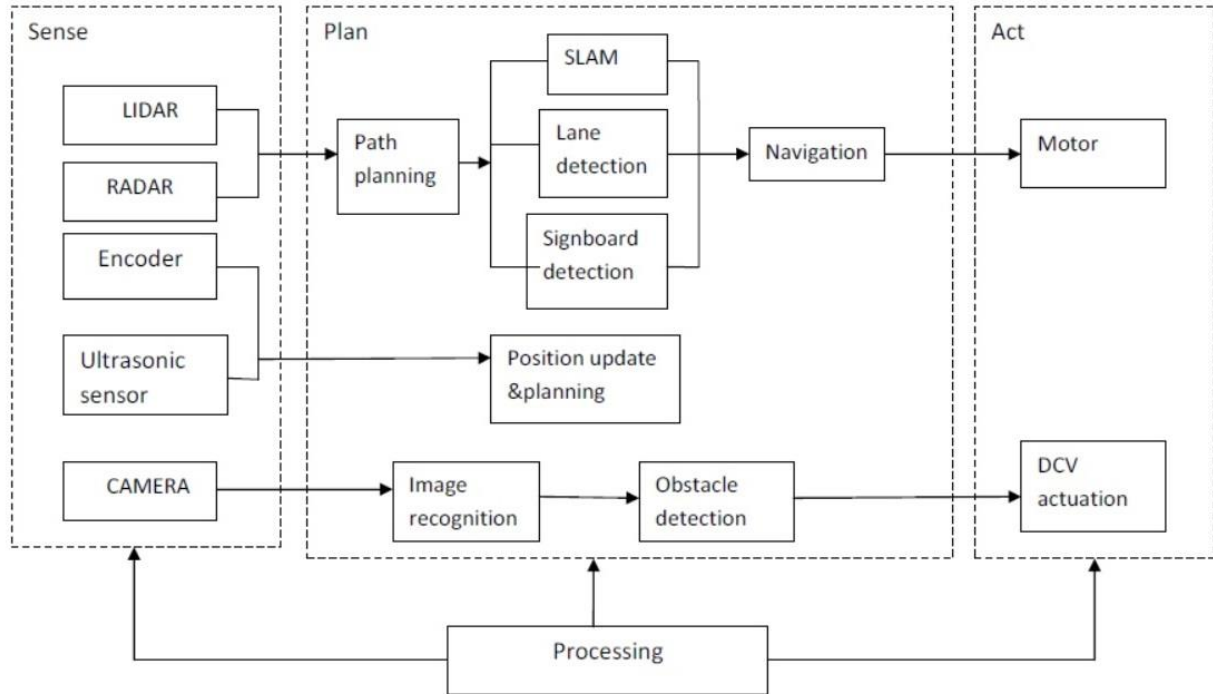 Sense
LIDAR
RADAR
Encoder
Ultrasonic
sensor
CAMERA
Plan
Path
planning
SLAM
Lane
detection
Signboard
detection
Navigation
Position update
&planning
Image
recognition
Obstacle
detection
Act
Motor
DCV
actuation
Processing